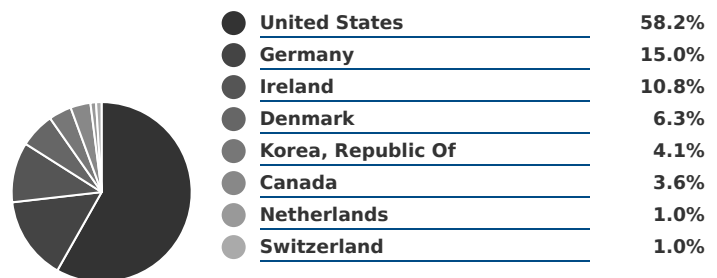 United States 58.2%
Germany 15.0%
Ireland 10.8%
Denmark 6.3%
Korea, Republic Of 4.1%
Canada 3.6%
Netherlands 1.0%
Switzerland 1.0%